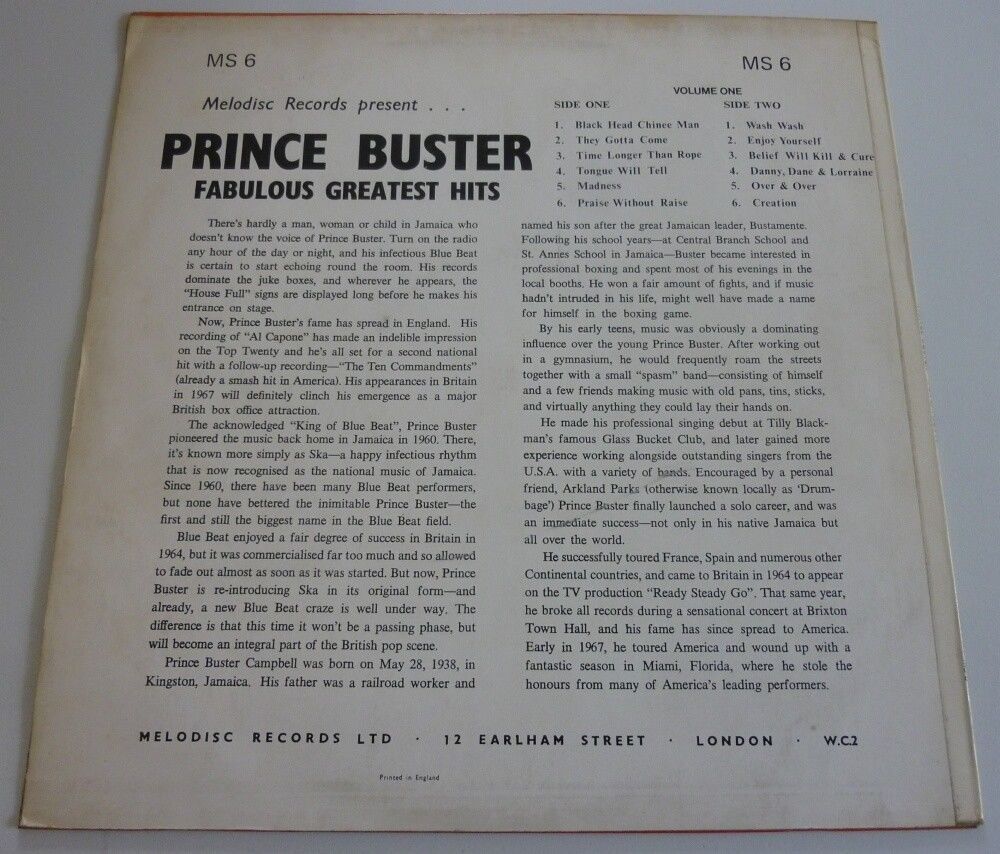 MS 6
MS 6
Melodisc Records present . . .
PRINCE BUSTER
FABULOUS GREATEST HITS
VOLUME ONE
SIDE ONE
1. Black Head Chinee Man
2. They Gotta Come
3. Time Longer Than Rope
4. Tongue Will Tell
5. Madness
6. Praise Without Raise
SIDE TWO
1. Wash Wash
2. Enjoy Yourself
3. Belief Will Kill & Cure
4. Danny, Dane & Lorraine
5. Over & Over
6. Creation
There's hardly a man, woman or child in Jamaica who
doesn't know the voice of Prince Buster. Turn on the radio
any hour of the day or night, and his infectious Blue Beat
is certain to start echoing round the room. His records
dominate the juke boxes, and wherever he appears, the
“House Full” signs are displayed long before he makes his
entrance on stage.
Now, Prince Buster's fame has spread in England. His
recording of “Al Capone” has made an indelible impression
on the Top Twenty and he's all set for a second national
hit with a follow-up recording—“The Ten Commandments”
(already a smash hit in America). His appearances in Britain
in 1967 will definitely clinch his emergence as a major
British box office attraction.
The acknowledged “King of Blue Beat”, Prince Buster
pioneered the music back home in Jamaica in 1960. There,
it's known more simply as Ska—a happy infectious rhythm
that is now recognised as the national music of Jamaica.
Since 1960, there have been many Blue Beat performers,
but none have bettered the inimitable Prince Buster—the
first and still the biggest name in the Blue Beat field.
Blue Beat enjoyed a fair degree of success in Britain in
1964, but it was commercialised far too much and so allowed
to fade out almost as soon as it was started. But now, Prince
Buster is re-introducing Ska in its original form—and
already, a new Blue Beat craze is well under way. The
difference is that this time it won't be a passing phase, but
will become an integral part of the British pop scene.
Prince Buster Campbell was born on May 28, 1938, in
Kingston, Jamaica. His father was a railroad worker and
named his son after the great Jamaican leader, Bustamente.
Following his school years—at Central Branch School and
St. Annes School in Jamaica—Buster became interested in
professional boxing and spent most of his evenings in the
local booths. He won a fair amount of fights, and if music
hadn't intruded in his life, might well have made a name
for himself in the boxing game.
By his early teens, music was obviously a dominating
influence over the young Prince Buster. After working out
in a gymnasium, he would frequently roam the streets
together with a small “spasm” band—consisting of himself
and a few friends making music with old pans, tins, sticks,
and virtually anything they could lay their hands on.
He made his professional singing debut at Tilly Black-
man's famous Glass Bucket Club, and later gained more
experience working alongside outstanding singers from the
U.S.A. with a variety of bands. Encouraged by a personal
friend, Arkland Parks (otherwise known locally as ‘Drum-
bage’) Prince Buster finally launched a solo career, and was
an immediate success—not only in his native Jamaica but
all over the world.
He successfully toured France, Spain and numerous other
Continental countries, and came to Britain in 1964 to appear
on the TV production “Ready Steady Go”. That same year,
he broke all records during a sensational concert at Brixton
Town Hall, and his fame has since spread to America.
Early in 1967, he toured America and wound up with a
fantastic season in Miami, Florida, where he stole the
honours from many of America's leading performers.
MELODISC RECORDS LTD · 12 EARLHAM STREET · LONDON · W.C.2
Printed in England